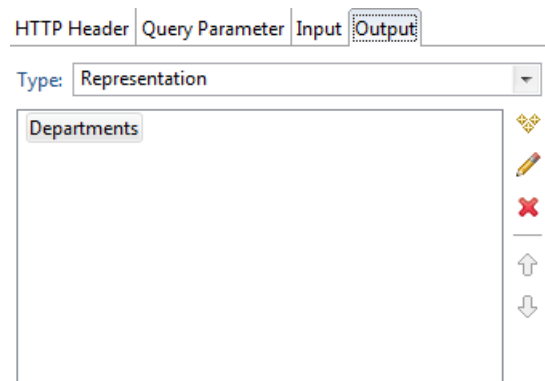 HTTP Header Query Parameter Input Output
Type: Representation
Departments